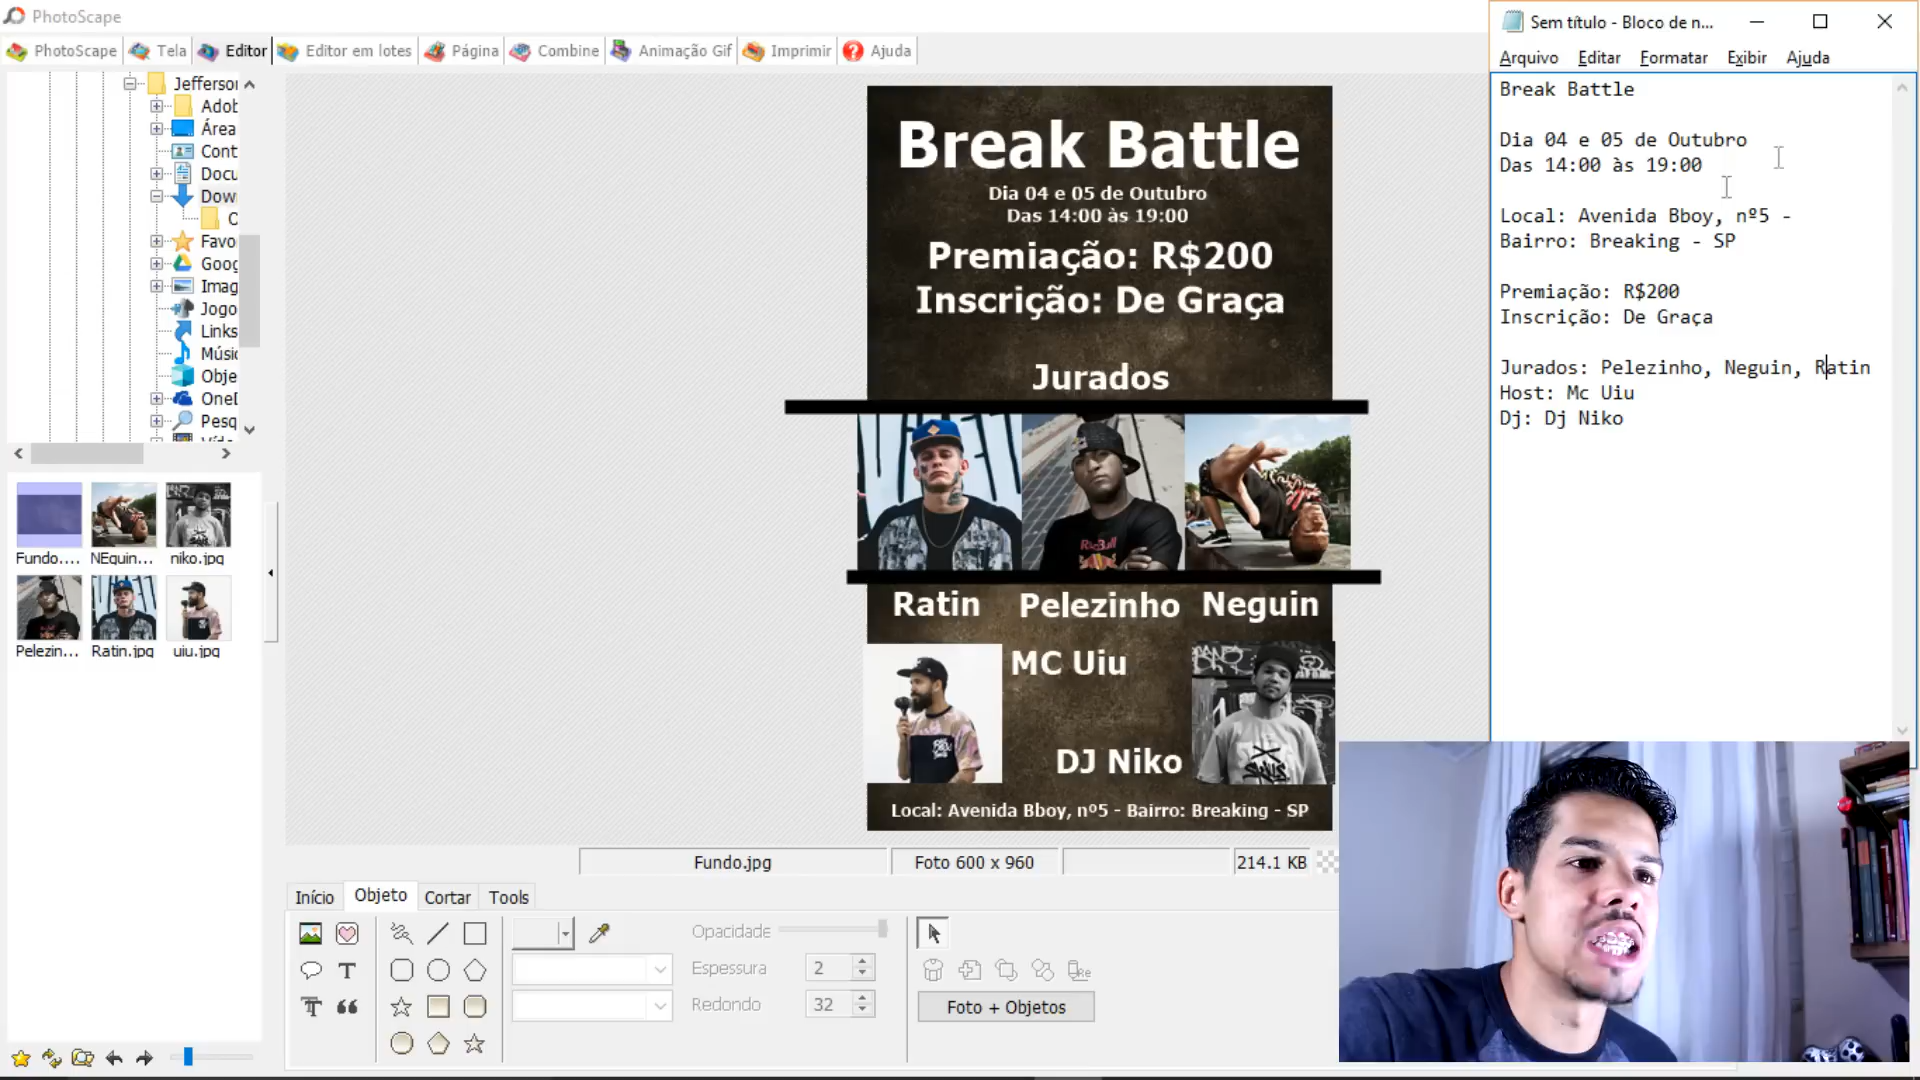 PhotoScape
PhotoScape
Tela
Editor
Editor em lotes
Página
Combine
Animação Gif
Imprimir
Ajuda
Jefferso
Adob
Área
Cont
Docu
Dow
C
Favo
Goog
Imag
Jogo
Links
Músic
Obje
OneD
Pesq
Fundo....
NEguin...
niko.jpg
Pelezin...
Ratin.jpg
uiu.jpg
Break Battle
Dia 04 e 05 de Outubro
Das 14:00 às 19:00
Premiação: R$200
Inscrição: De Graça
Jurados
Red Bull
Ratin
Pelezinho
Neguin
MC Uiu
DJ Niko
Local: Avenida Bboy, nº5 - Bairro: Breaking - SP
Fundo.jpg
Foto 600 x 960
214.1 KB
Início
Objeto
Cortar
Tools
Opacidade
Espessura
2
Redondo
32
Foto + Objetos
Sem título - Bloco de n...
Arquivo
Editar
Formatar
Exibir
Ajuda
Break Battle
Dia 04 e 05 de Outubro
Das 14:00 às 19:00
Local: Avenida Bboy, nº5 -
Bairro: Breaking - SP
Premiação: R$200
Inscrição: De Graça
Jurados: Pelezinho, Neguin, Ratin
Host: Mc Uiu
Dj: Dj Niko